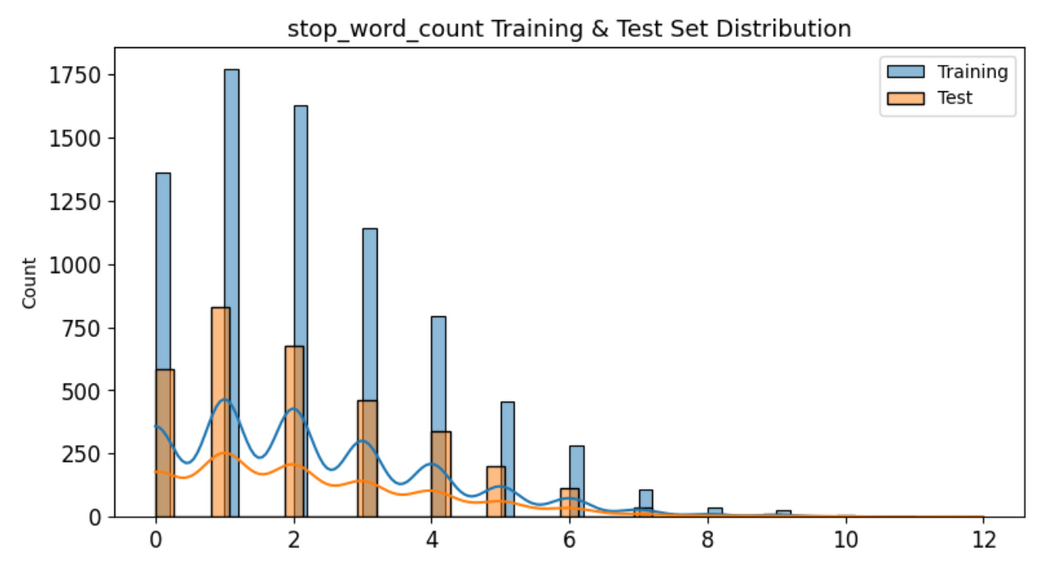 stop_word_count Training & Test Set Distribution
Training
Test
Count
1750
1500
1250
1000
750
500
250
0
0 2 4 6 8 10 12